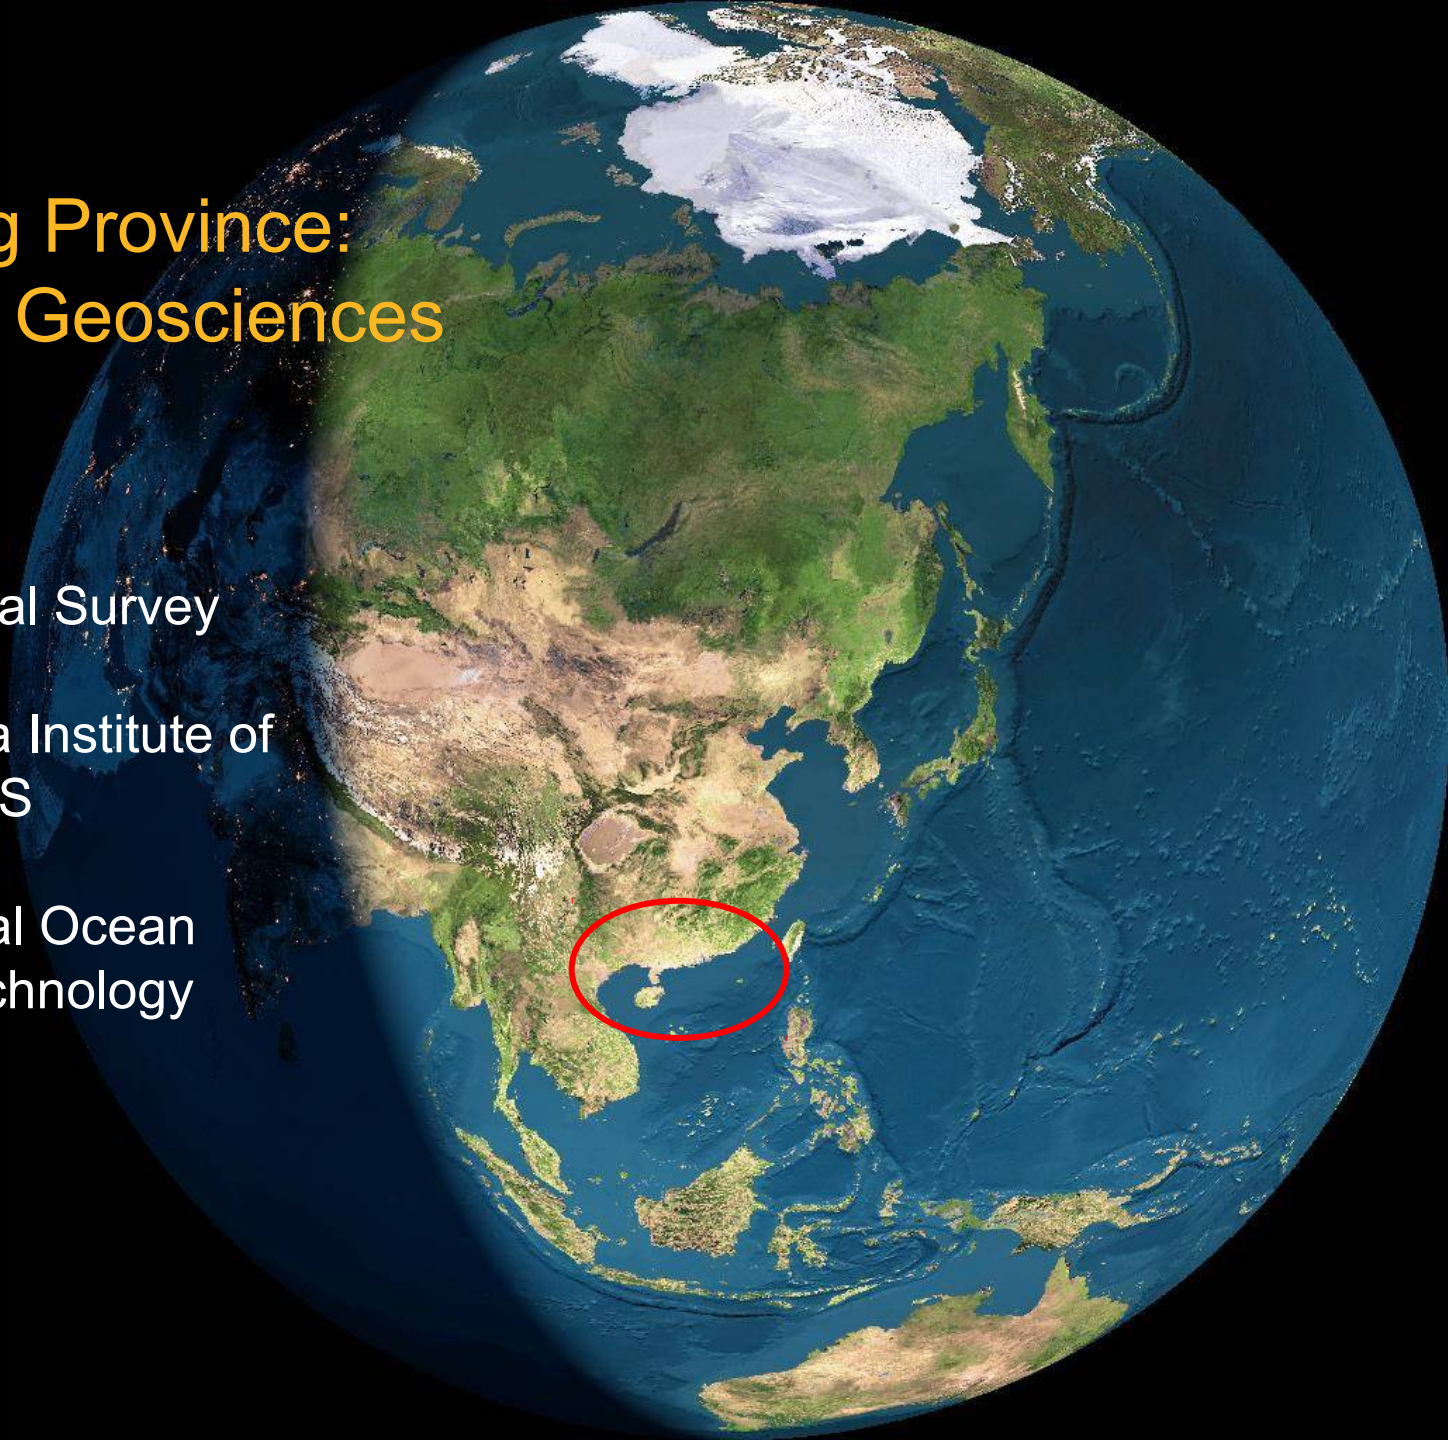 g Province:
Geosciences
al Survey
a Institute of
S
al Ocean
chnology